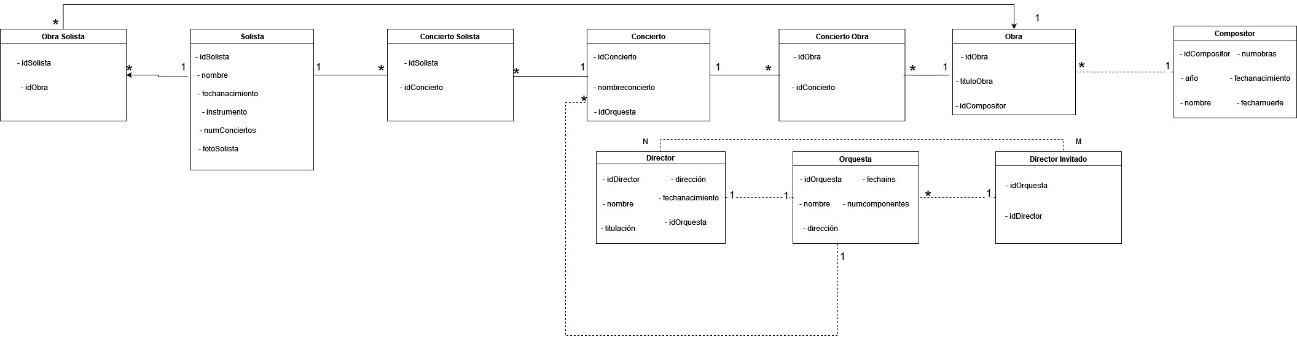 *
1
Obra Solista
- idSolista
- idObra
*
1
Solista
- idSolista
- nombre
- fechanacimiento
- instrumento
- numConciertos
- fotoSolista
1
*
Concierto Solista
- idSolista
- idConcierto
*
1
Concierto
- idConcierto
- nombreconcierto
- idOrquesta
*
1
*
Concierto Obra
- idObra
- idConcierto
*
1
Obra
- idObra
- tituloObra
- idCompositor
*
1
Compositor
- idCompositor - numobras
- año - fechanacimiento
- nombre - fechamuerte
N
M
Director
- idDirector - dirección
- nombre - fechanacimiento
- titulación - idOrquesta
1
1
Orquesta
- idOrquesta - fechains
- nombre - numcomponentes
- dirección
*
1
Director Invitado
- idOrquesta
- idDirector
1